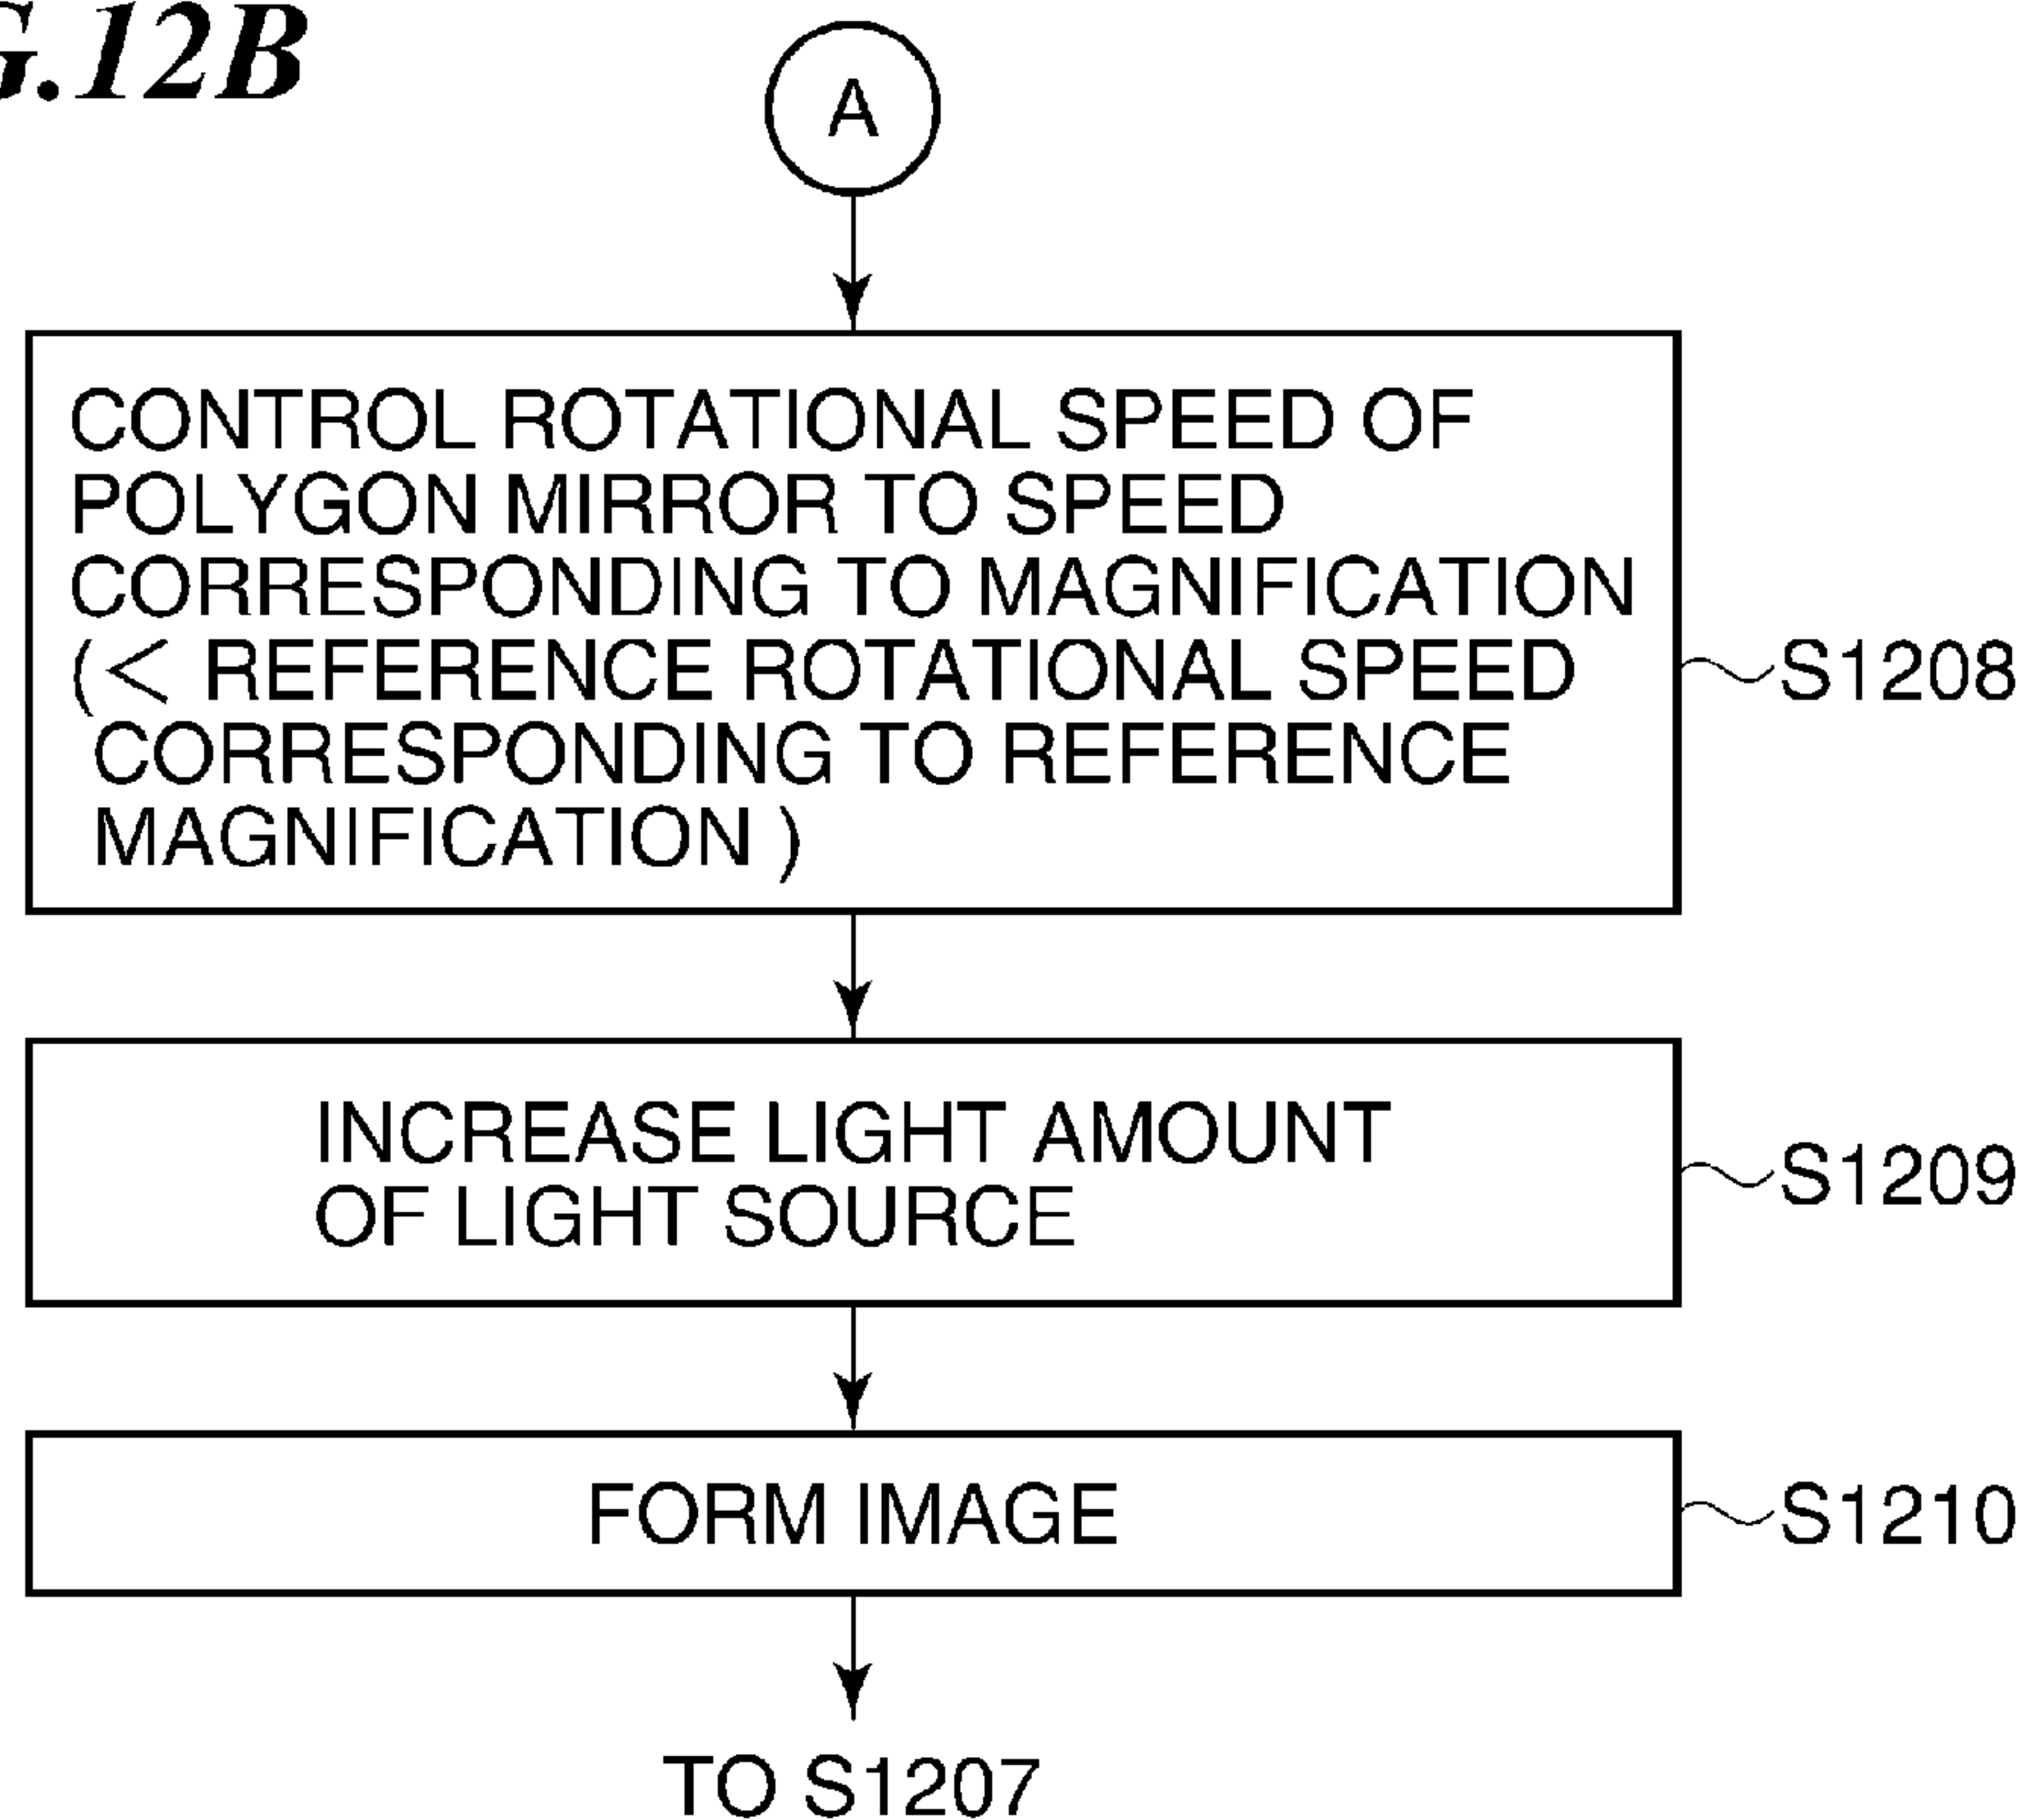 G.12B
A
CONTROL ROTATIONAL SPEED OF
POLYGON MIRROR TO SPEED
CORRESPONDING TO MAGNIFICATION
(< REFERENCE ROTATIONAL SPEED
CORRESPONDING TO REFERENCE
MAGNIFICATION )
S1208
INCREASE LIGHT AMOUNT
OF LIGHT SOURCE
S1209
FORM IMAGE
S1210
TO S1207